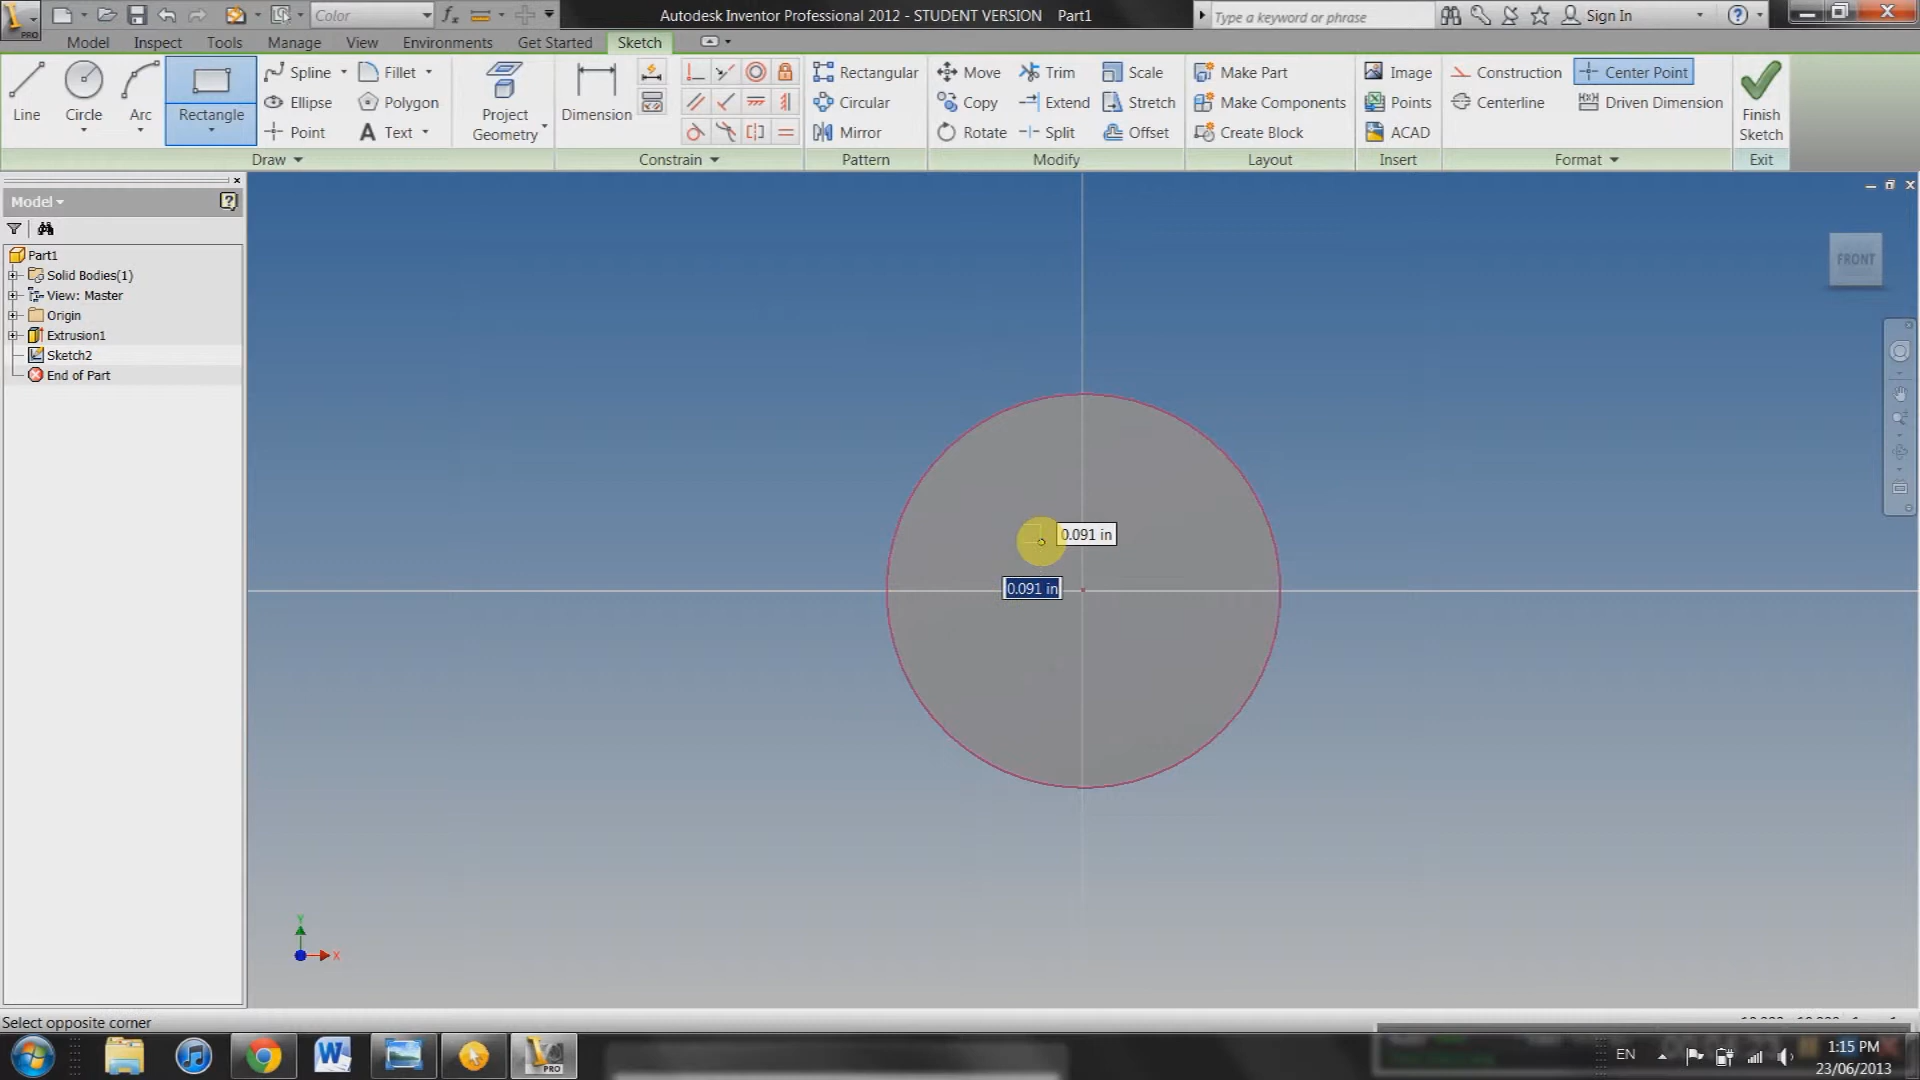 PRO
Color
Autodesk Inventor Professional 2012 - STUDENT VERSION Part1
Type a keyword or phrase
Sign In
Model Inspect Tools Manage View Environments Get Started Sketch
Line
Circle
Arc
Rectangle
Spline
Ellipse
Point
Fillet
Polygon
Text
Project Geometry
Dimension
Rectangular
Circular
Mirror
Move
Copy
Rotate
Trim
Extend
Split
Scale
Stretch
Offset
Make Part
Make Components
Create Block
Image
Points
ACAD
Construction
Centerline
Center Point
Driven Dimension
Finish Sketch
Draw
Constrain
Pattern
Modify
Layout
Insert
Format
Exit
Model
Part1
Solid Bodies(1)
View: Master
Origin
Extrusion1
Sketch2
End of Part
FRONT
0.091 in
0.091 in
Y
X
Select opposite corner
PRO
EN
1:15 PM
23/06/2013